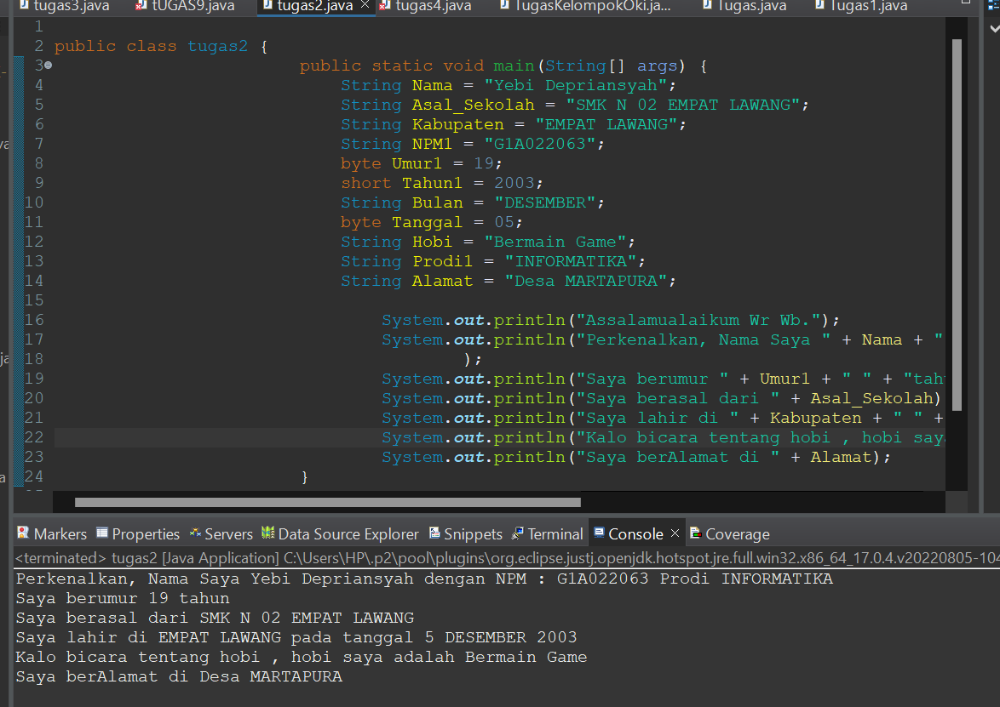 tugas3.java tUGAS9.java tugas2.java tugas4.java TugasKelompokOki.ja... Tugas.java Tugas1.java
1
2 public class tugas2 {
3 public static void main(String[] args) {
4 String Nama = "Yebi Depriansyah";
5 String Asal_Sekolah = "SMK N 02 EMPAT LAWANG";
6 String Kabupaten = "EMPAT LAWANG";
7 String NPM1 = "G1A022063";
8 byte Umur1 = 19;
9 short Tahun1 = 2003;
10 String Bulan = "DESEMBER";
11 byte Tanggal = 05;
12 String Hobi = "Bermain Game";
13 String Prodi1 = "INFORMATIKA";
14 String Alamat = "Desa MARTAPURA";
15
16 System.out.println("Assalamualaikum Wr Wb.");
17 System.out.println("Perkenalkan, Nama Saya " + Nama + "
18 );
19 System.out.println("Saya berumur " + Umur1 + " " + "tah
20 System.out.println("Saya berasal dari " + Asal_Sekolah)
21 System.out.println("Saya lahir di " + Kabupaten + " " +
22 System.out.println("Kalo bicara tentang hobi , hobi say
23 System.out.println("Saya berAlamat di " + Alamat);
24 }
Markers Properties Servers Data Source Explorer Snippets Terminal Console Coverage
<terminated> tugas2 [Java Application] C:\Users\HP\.p2\pool\plugins\org.eclipse.justj.openjdk.hotspot.jre.full.win32.x86_64_17.0.4.v20220805-104
Perkenalkan, Nama Saya Yebi Depriansyah dengan NPM : G1A022063 Prodi INFORMATIKA
Saya berumur 19 tahun
Saya berasal dari SMK N 02 EMPAT LAWANG
Saya lahir di EMPAT LAWANG pada tanggal 5 DESEMBER 2003
Kalo bicara tentang hobi , hobi saya adalah Bermain Game
Saya berAlamat di Desa MARTAPURA